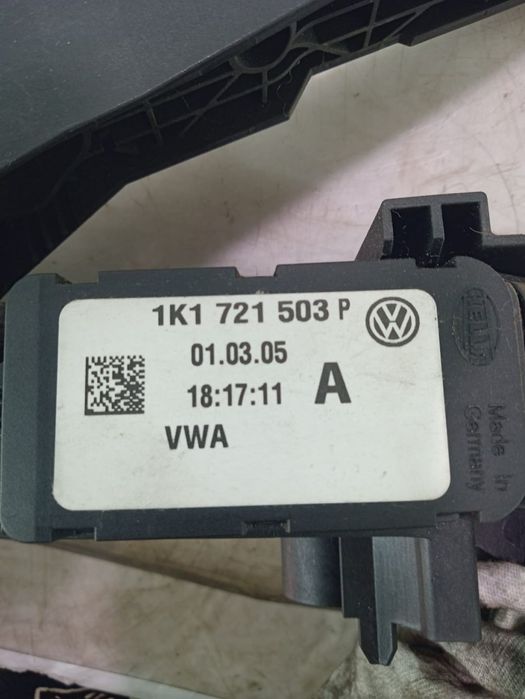 1K1 721 503 P
01.03.05
18:17:11 A
VWA
HELLA
Made in
Germany